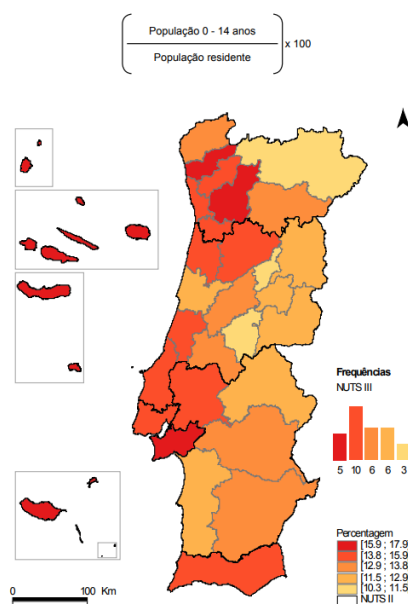 População 0 - 14 anos
x 100
População residente
Frequências
NUTS III
5 10 6 6 3
Percentagem
[15.9 ; 17.9
[13.8 ; 15.9
[12.9 ; 13.8
[11.5 ; 12.9
[10.3 ; 11.5
NUTS II
0 100 Km